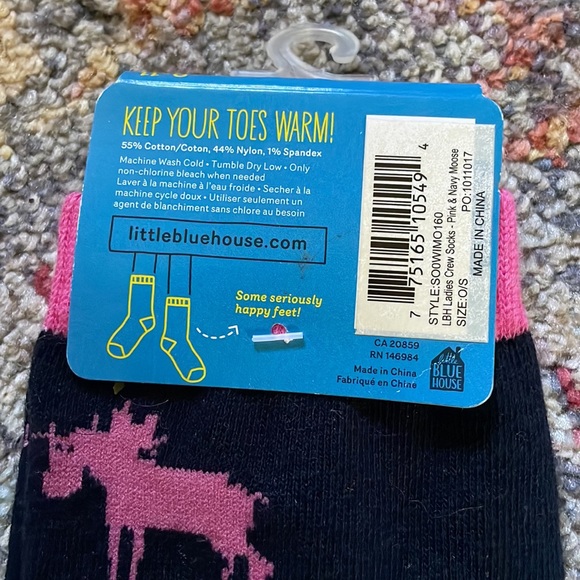 KEEP YOUR TOES WARM!
55% Cotton/Coton, 44% Nylon, 1% Spandex
Machine Wash Cold • Tumble Dry Low • Only
non-chlorine bleach when needed
Laver à la machine à l'eau froide • Secher à la
machine cycle doux • Utiliser seulement un
agent de blanchiment sans chlore au besoin
littlebluehouse.com
Some seriously
happy feet!
7 75165 10549 4
STYLE:SO0WIMO160
LBH Ladies Crew Socks - Pink & Navy Moose
SIZE:O/S
PO:1011017
MADE IN CHINA
CA 20859
RN 146984
Made in China
Fabriqué en Chine
little
BLUE
HOUSE